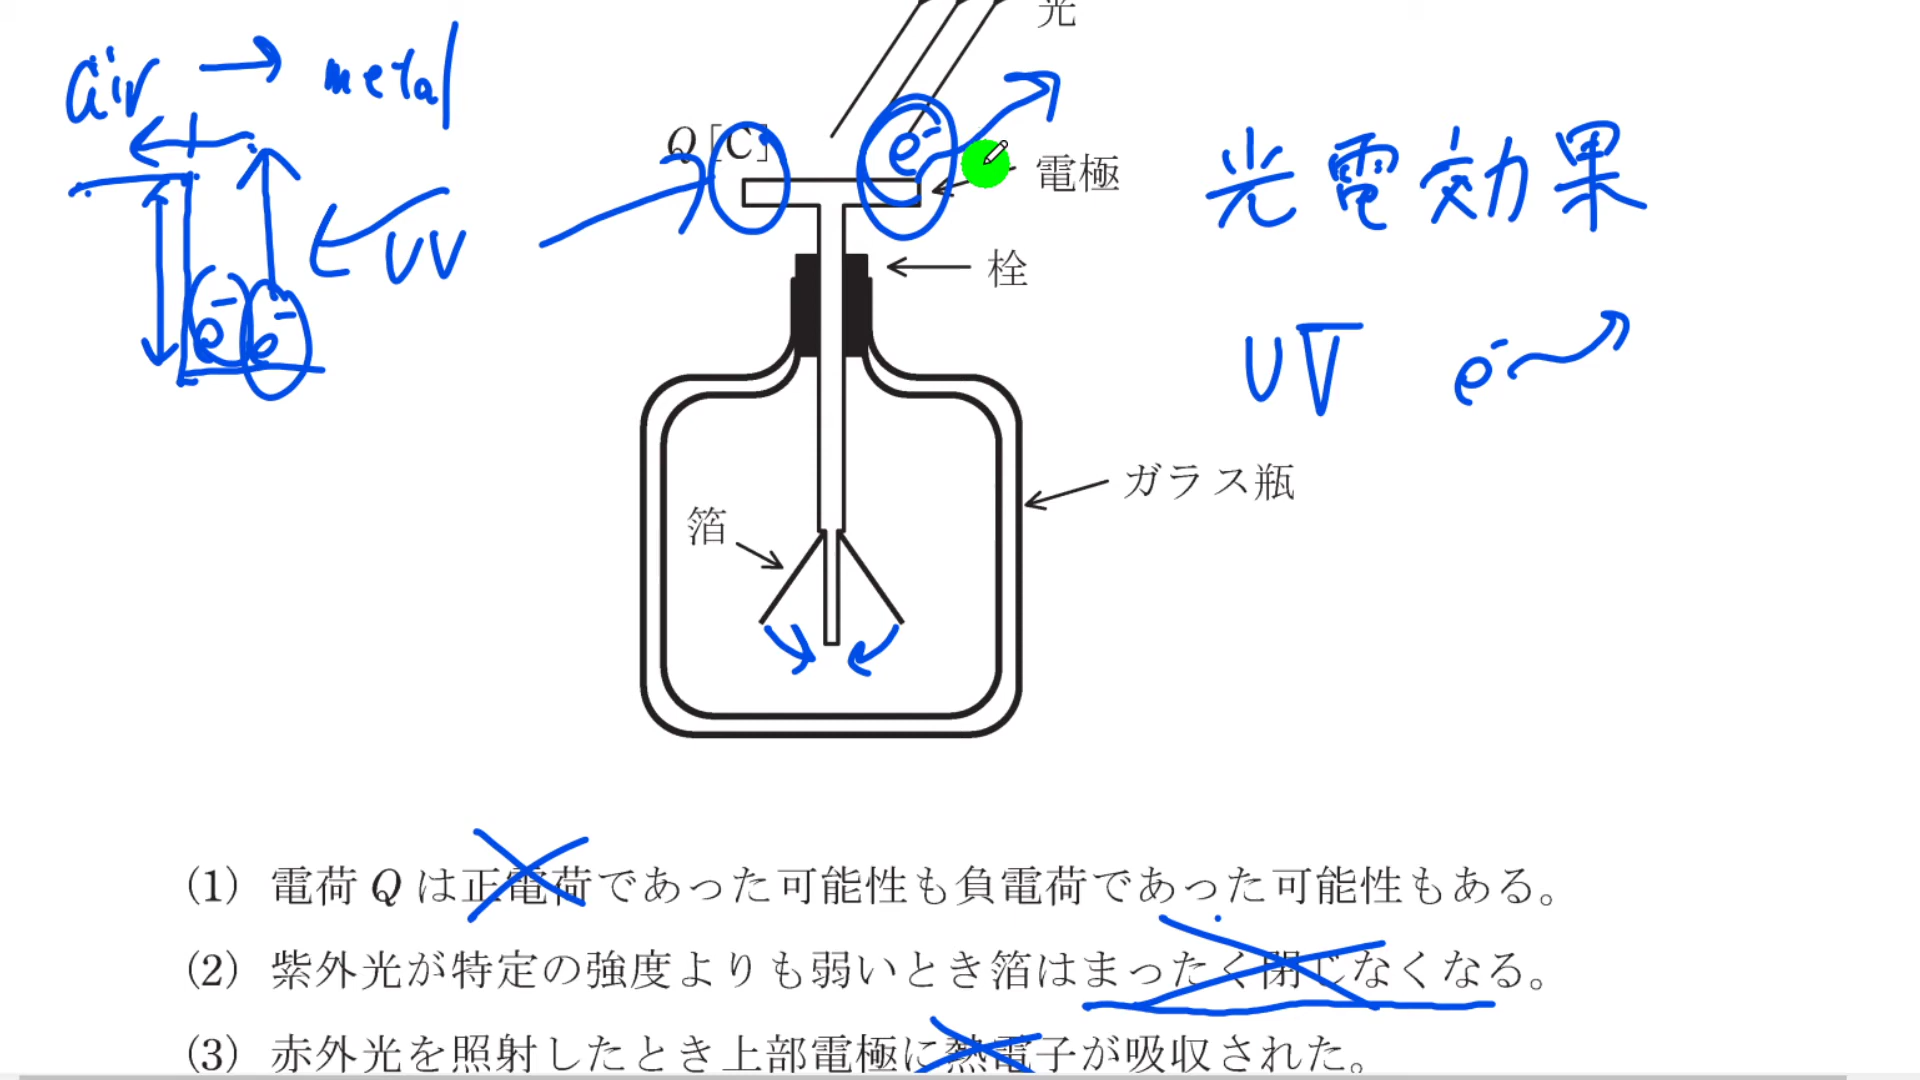 光
air → metal
Q[C]
e⁻
電極
光電効果
UV
栓
e⁻ e⁻
UV e⁻
ガラス瓶
箔
(1) 電荷 Q は正電荷であった可能性も負電荷であった可能性もある。
(2) 紫外光が特定の強度よりも弱いとき箔はまったく閉じなくなる。
(3) 赤外光を照射したとき上部電極に熱電子が吸収された。